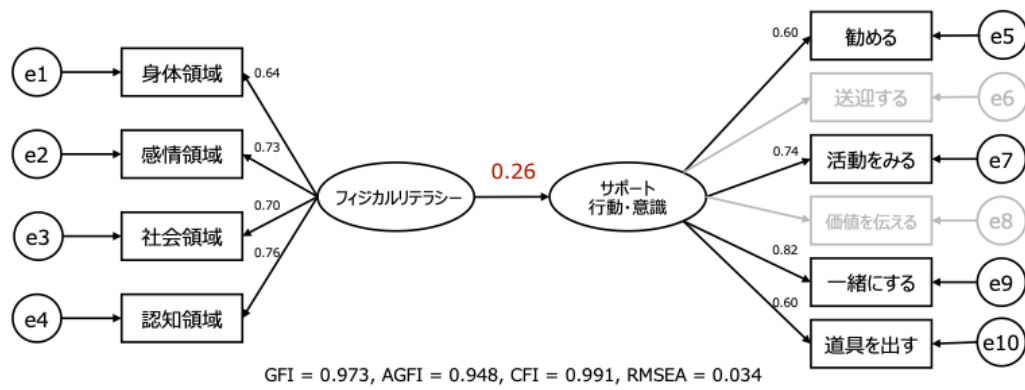 e1
身体領域
0.64
e2
感情領域
0.73
e3
社会領域
0.70
e4
認知領域
0.76
フィジカルリテラシー
0.26
サポート
行動・意識
0.60
勧める
e5
送迎する
e6
0.74
活動をみる
e7
価値を伝える
e8
0.82
一緒にする
e9
0.60
道具を出す
e10
GFI = 0.973, AGFI = 0.948, CFI = 0.991, RMSEA = 0.034